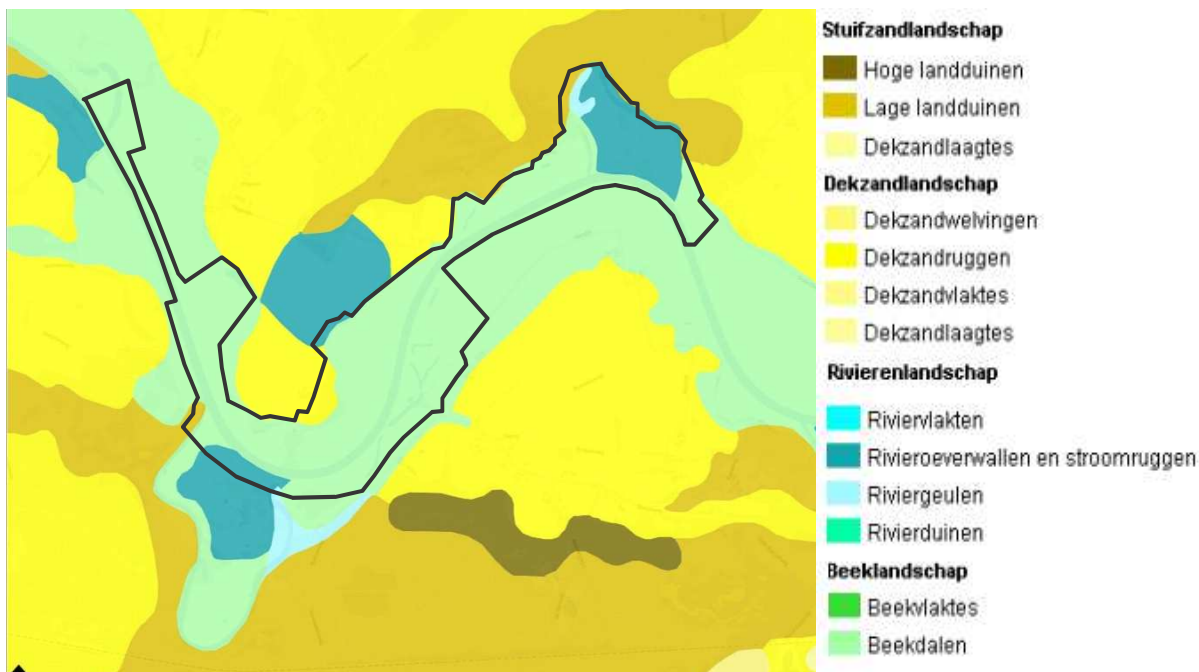 Stuifzandlandschap
Hoge landduinen
Lage landduinen
Dekzandlaagtes
Dekzandlandschap
Dekzandwelvingen
Dekzandruggen
Dekzandvlaktes
Dekzandlaagtes
Rivierenlandschap
Riviervlakten
Rivieroeverwallen en stroomruggen
Riviergeulen
Rivierduinen
Beeklandschap
Beekvlaktes
Beekdalen